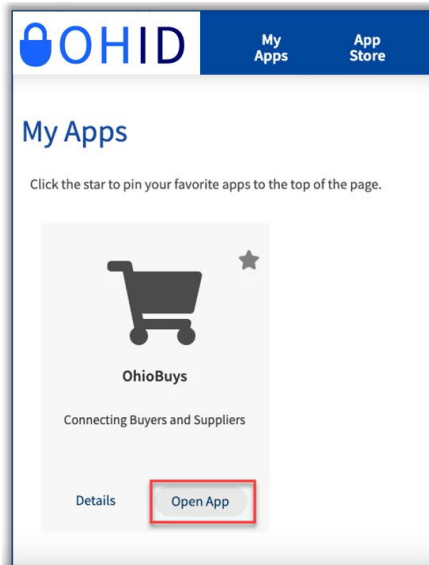 OHID
My Apps
App Store
My Apps
Click the star to pin your favorite apps to the top of the page.
OhioBuys
Connecting Buyers and Suppliers
Details
Open App